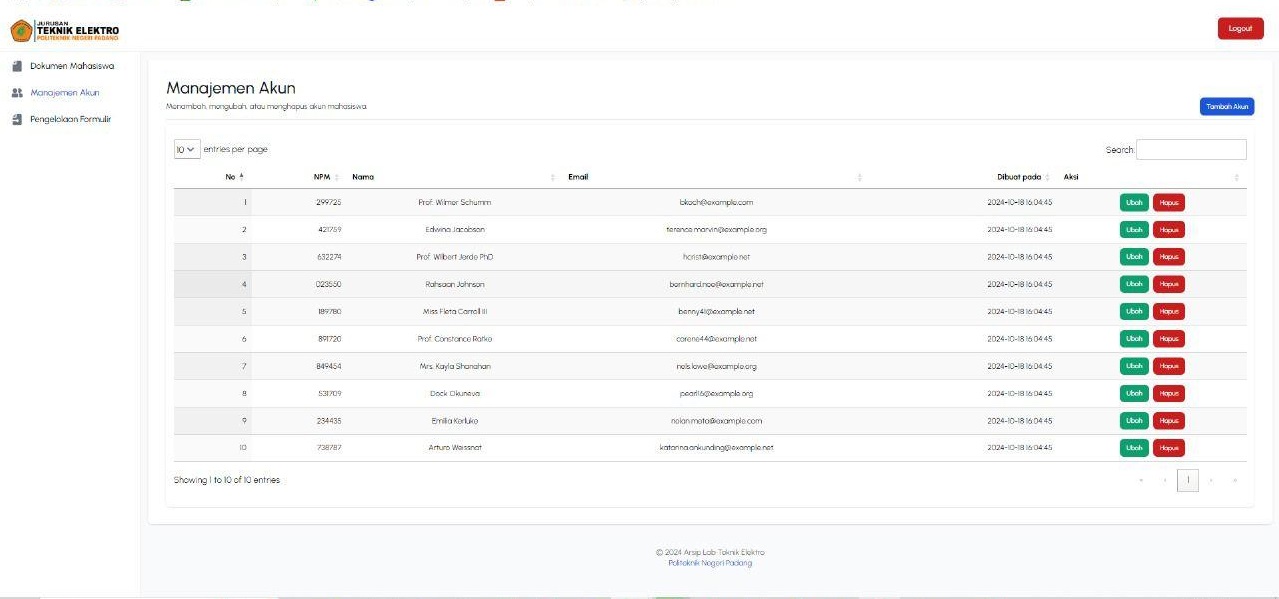 JURUSAN
TEKNIK ELEKTRO
POLITEKNIK NEGERI PADANG
Logout
Dokumen Mahasiswa
Manajemen Akun
Pengelolaan Formulir
Manajemen Akun
Menambah, mengubah, atau menghapus akun mahasiswa
Tambah Akun
10 entries per page
Search:
No NPM Nama Email Dibuat pada Aksi
1 299725 Prof. Wilmer Schumm bkoch@example.com 2024-10-18 16:04:45 Ubah Hapus
2 421759 Edwina Jacobson terence.marvin@example.org 2024-10-18 16:04:45 Ubah Hapus
3 632274 Prof. Wilbert Jerde PhD hcrist@example.net 2024-10-18 16:04:45 Ubah Hapus
4 023550 Rahsaan Johnson bernhard.noe@example.net 2024-10-18 16:04:45 Ubah Hapus
5 189780 Miss Fleta Carroll III benny41@example.net 2024-10-18 16:04:45 Ubah Hapus
6 891720 Prof. Constance Ratke carene44@example.net 2024-10-18 16:04:45 Ubah Hapus
7 849454 Mrs. Kayla Shanahan nels.lowe@example.org 2024-10-18 16:04:45 Ubah Hapus
8 531709 Dock Okuneva pearl16@example.org 2024-10-18 16:04:45 Ubah Hapus
9 234435 Emilia Kerluke nolan.meta@example.com 2024-10-18 16:04:45 Ubah Hapus
10 738787 Arturo Weissnat katarina.ankunding@example.net 2024-10-18 16:04:45 Ubah Hapus
Showing 1 to 10 of 10 entries
« ‹ 1 › »
© 2024 Arsip Lab Teknik Elektro
Politeknik Negeri Padang